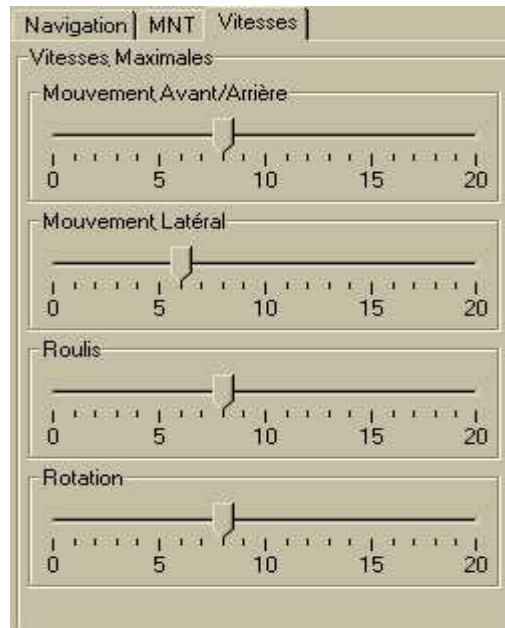 Navigation MNT Vitesses
Vitesses Maximales
Mouvement Avant/Arrière
0 5 10 15 20
Mouvement Latéral
0 5 10 15 20
Roulis
0 5 10 15 20
Rotation
0 5 10 15 20